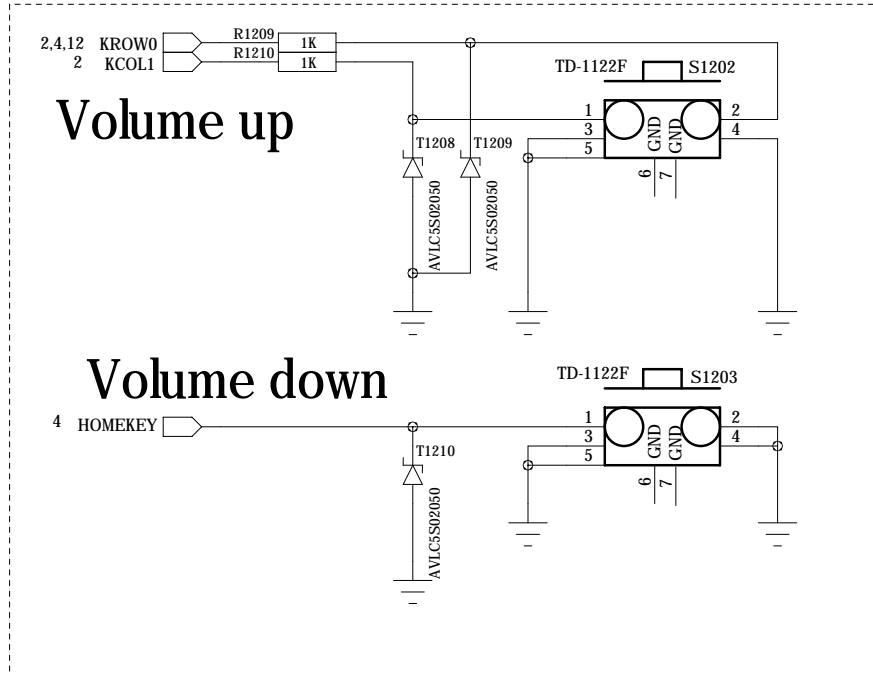 2,4,12 KROW0 R1209 1K
2 KCOL1 R1210 1K
TD-1122F S1202
Volume up
1 2
3 4
5
GND GND
6 7
T1208 T1209
AVLC5S02050 AVLC5S02050
Volume down
TD-1122F S1203
4 HOMEKEY
1 2
3 4
5
GND GND
6 7
T1210
AVLC5S02050